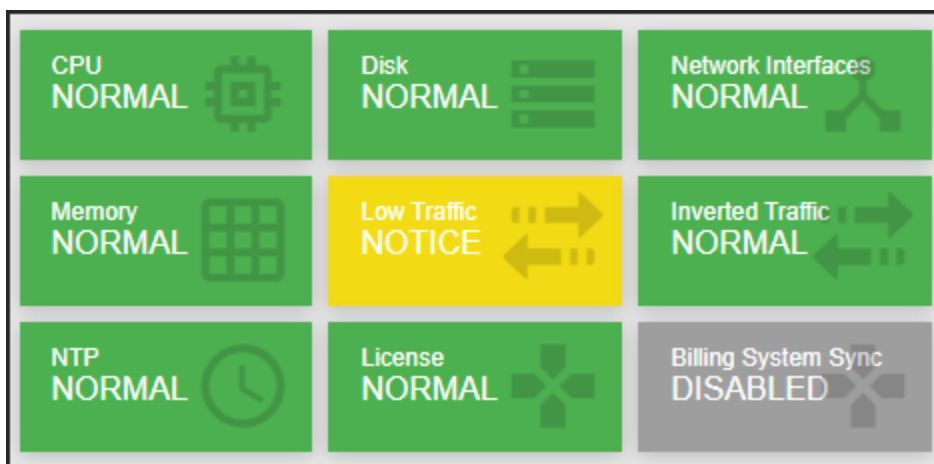 CPU
NORMAL
Disk
NORMAL
Network Interfaces
NORMAL
Memory
NORMAL
Low Traffic
NOTICE
Inverted Traffic
NORMAL
NTP
NORMAL
License
NORMAL
Billing System Sync
DISABLED